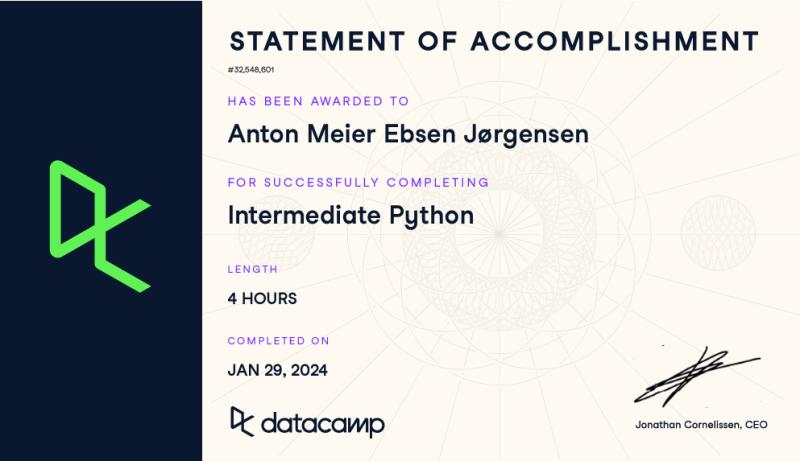 STATEMENT OF ACCOMPLISHMENT
#32,548,601
HAS BEEN AWARDED TO
Anton Meier Ebsen Jørgensen
FOR SUCCESSFULLY COMPLETING
Intermediate Python
LENGTH
4 HOURS
COMPLETED ON
JAN 29, 2024
datacamp
Jonathan Cornelissen, CEO